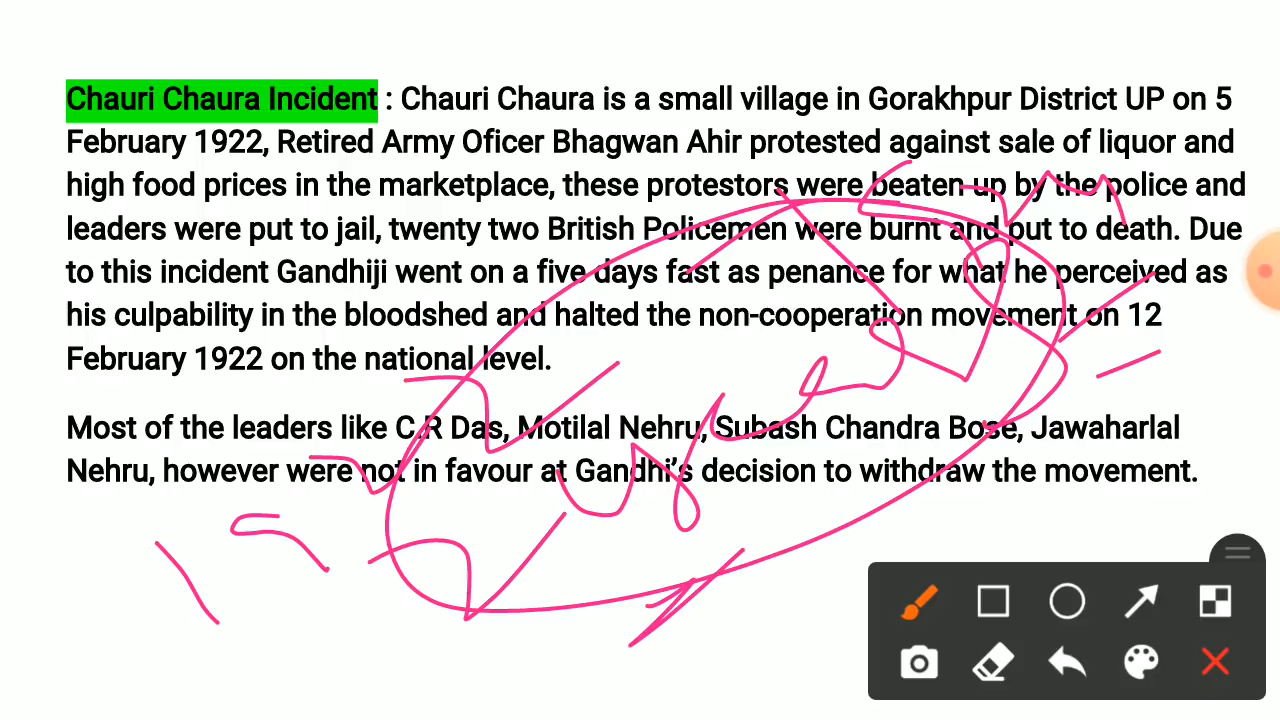 Chauri Chaura Incident : Chauri Chaura is a small village in Gorakhpur District UP on 5
February 1922, Retired Army Oficer Bhagwan Ahir protested against sale of liquor and
high food prices in the marketplace, these protestors were beaten up by the police and
leaders were put to jail, twenty two British Policemen were burnt and put to death. Due
to this incident Gandhiji went on a five days fast as penance for what he perceived as
his culpability in the bloodshed and halted the non-cooperation movement on 12
February 1922 on the national level.
Most of the leaders like C.R Das, Motilal Nehru, Subash Chandra Bose, Jawaharlal
Nehru, however were not in favour at Gandhi's decision to withdraw the movement.